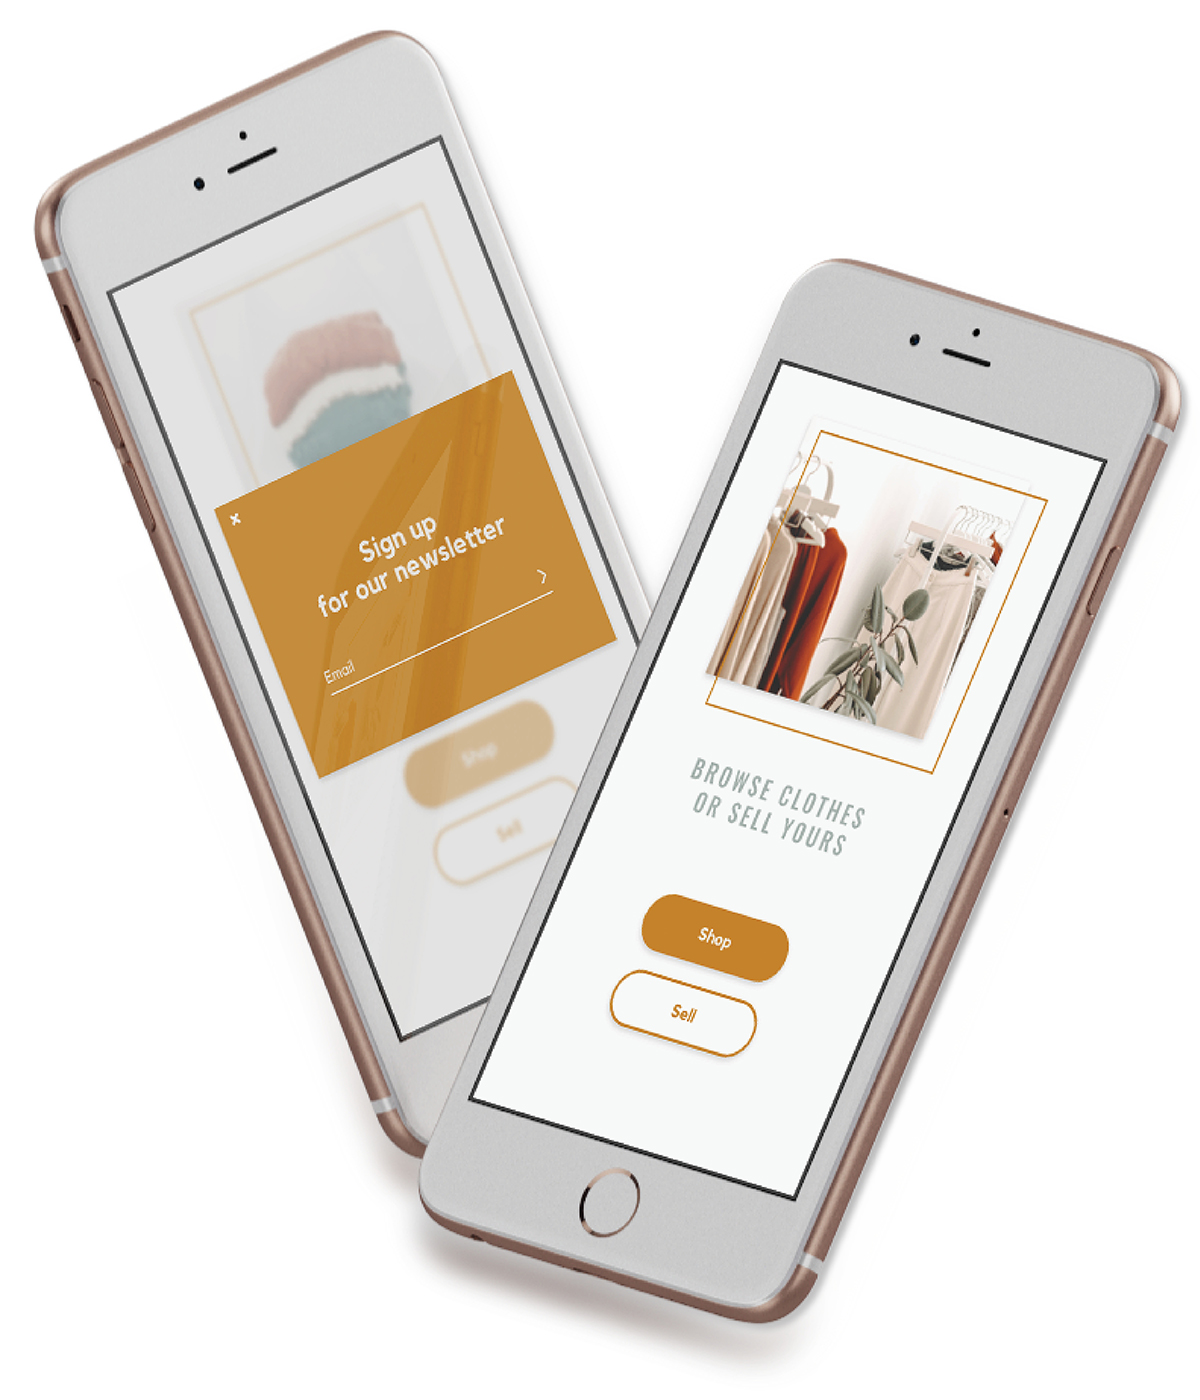 ×
Sign up
for our newsletter
Email
Shop
Sell
BROWSE CLOTHES
OR SELL YOURS
Shop
Sell